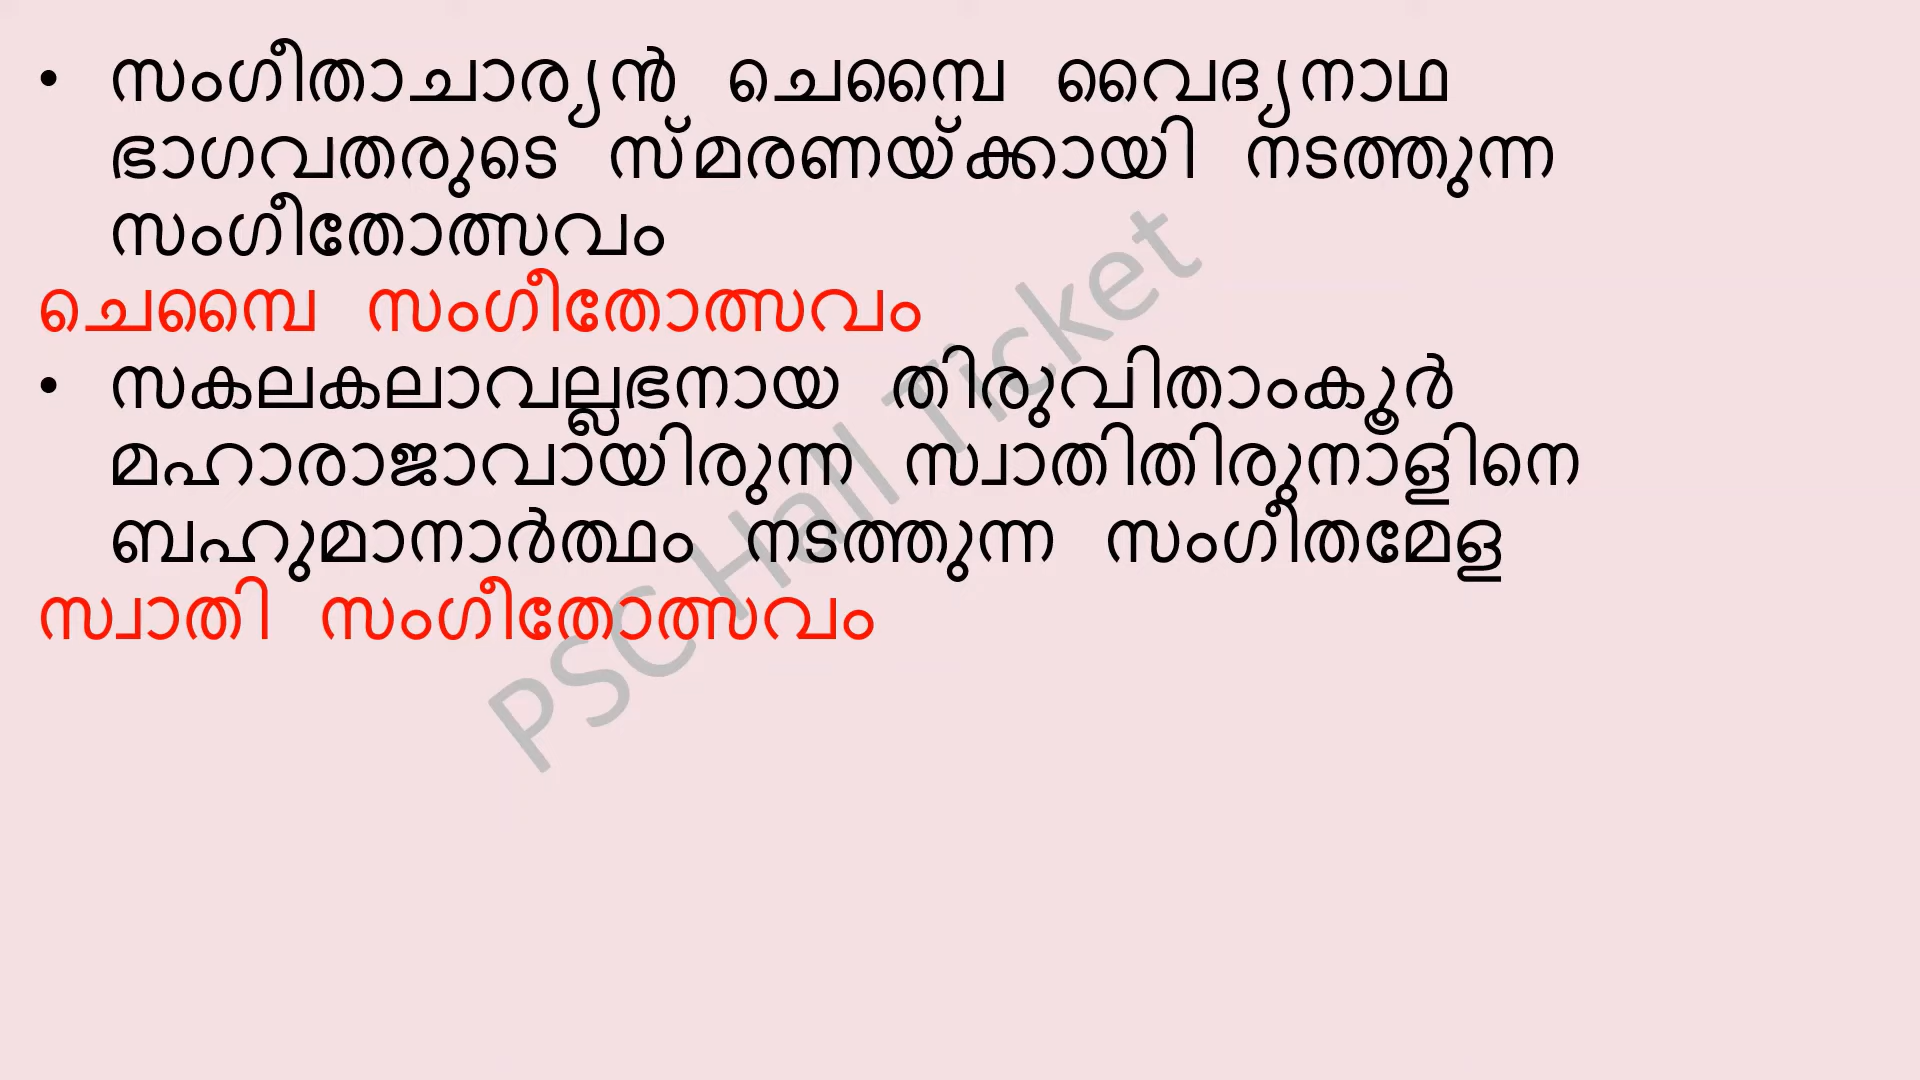 • സംഗീതാചാര്യൻ ചെമ്പൈ വൈദ്യനാഥ
ഭാഗവതരുടെ സ്മരണയ്ക്കായി നടത്തുന്ന
സംഗീതോത്സവം
ചെമ്പൈ സംഗീതോത്സവം
• സകലകലാവല്ലഭനായ തിരുവിതാംകൂർ
മഹാരാജാവായിരുന്ന സ്വാതിതിരുനാളിനെ
ബഹുമാനാർത്ഥം നടത്തുന്ന സംഗീതമേള
സ്വാതി സംഗീതോത്സവം
PSC Hall Ticket